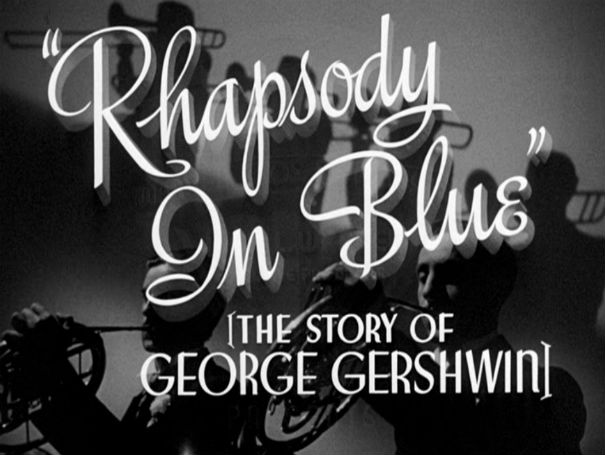 "Rhapsody
In Blue"
[THE STORY OF
GEORGE GERSHWIN]